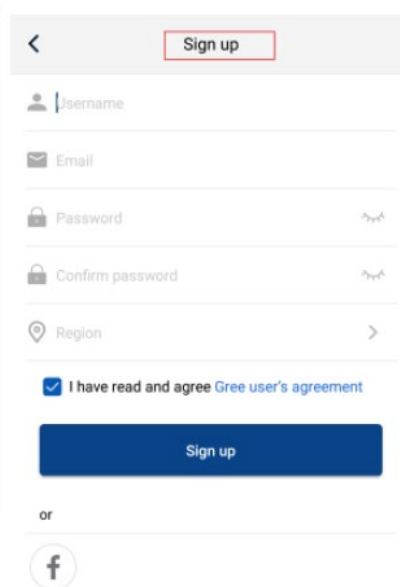 Sign up
Username
Email
Password
Confirm password
Region
I have read and agree Gree user's agreement
Sign up
or
f